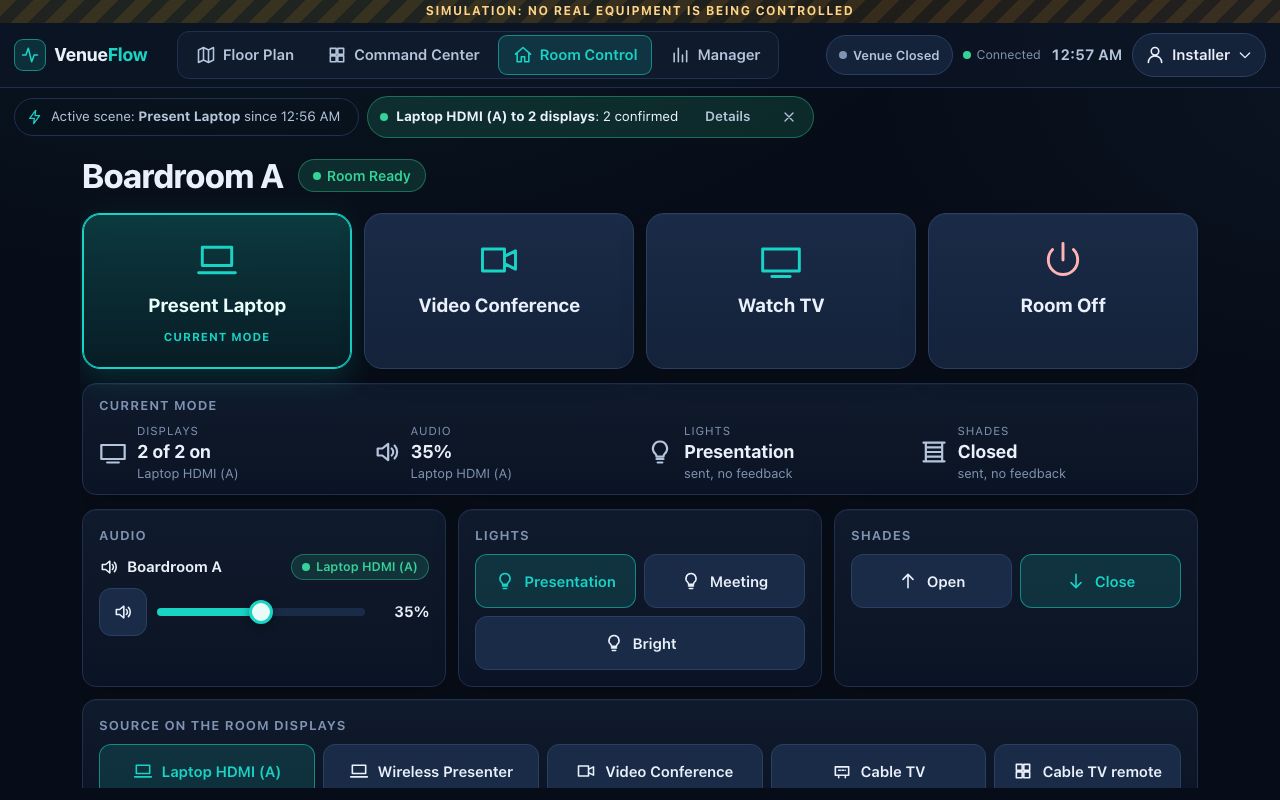 SIMULATION: NO REAL EQUIPMENT IS BEING CONTROLLED
VenueFlow
Floor Plan
Command Center
Room Control
Manager
Venue Closed
Connected
12:57 AM
Installer
Active scene: Present Laptop since 12:56 AM
Laptop HDMI (A) to 2 displays: 2 confirmed
Details
Boardroom A
Room Ready
Present Laptop
CURRENT MODE
Video Conference
Watch TV
Room Off
CURRENT MODE
DISPLAYS
2 of 2 on
Laptop HDMI (A)
AUDIO
35%
Laptop HDMI (A)
LIGHTS
Presentation
sent, no feedback
SHADES
Closed
sent, no feedback
AUDIO
Boardroom A
Laptop HDMI (A)
35%
LIGHTS
Presentation
Meeting
Bright
SHADES
Open
Close
SOURCE ON THE ROOM DISPLAYS
Laptop HDMI (A)
Wireless Presenter
Video Conference
Cable TV
Cable TV remote